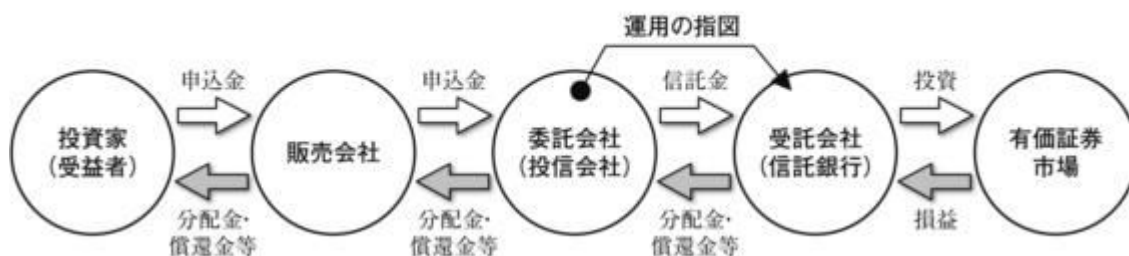 運用の指図
申込金
申込金
信託金
投資
投資家
(受益者)
販売会社
委託会社
(投信会社)
受託会社
(信託銀行)
有価証券
市場
分配金・
償還金等
分配金・
償還金等
分配金・
償還金等
損益